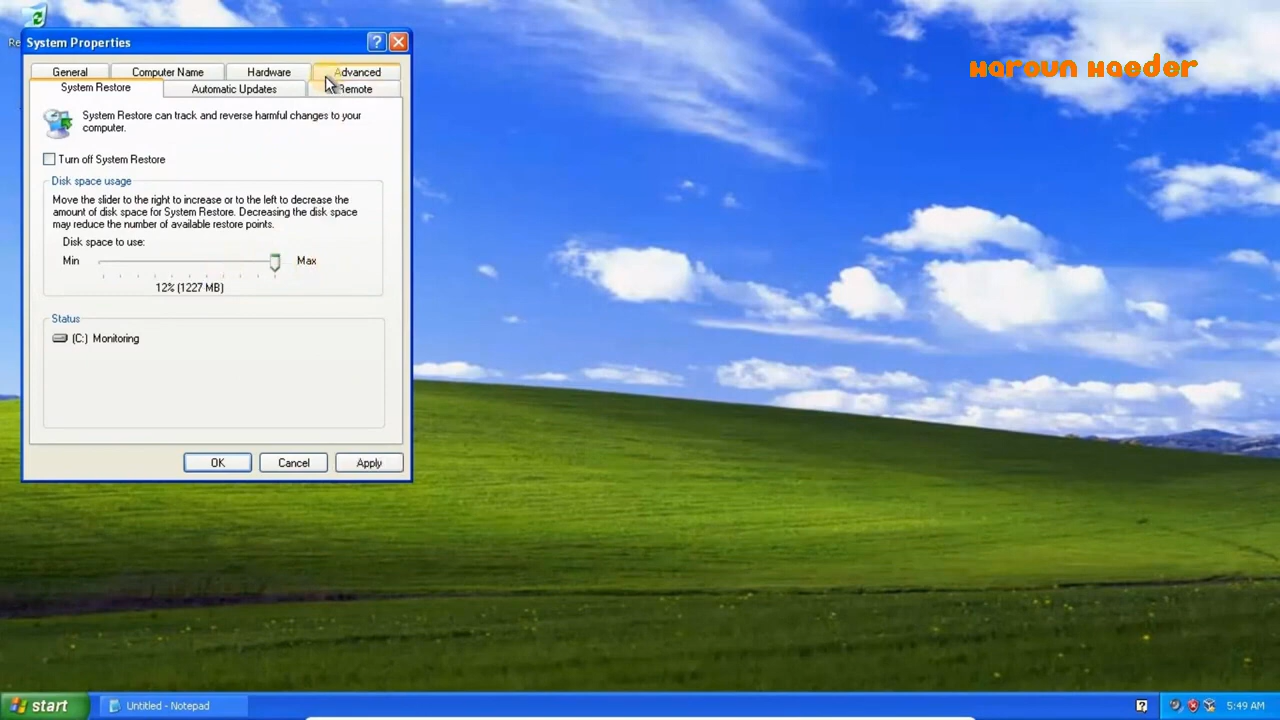 Re
System Properties
Haroun Haeder
General Computer Name Hardware Advanced
System Restore Automatic Updates Remote
System Restore can track and reverse harmful changes to your
computer.
Turn off System Restore
Disk space usage
Move the slider to the right to increase or to the left to decrease the
amount of disk space for System Restore. Decreasing the disk space
may reduce the number of available restore points.
Disk space to use:
Min Max
12% (1227 MB)
Status
(C:) Monitoring
OK Cancel Apply
start Untitled - Notepad 5:49 AM